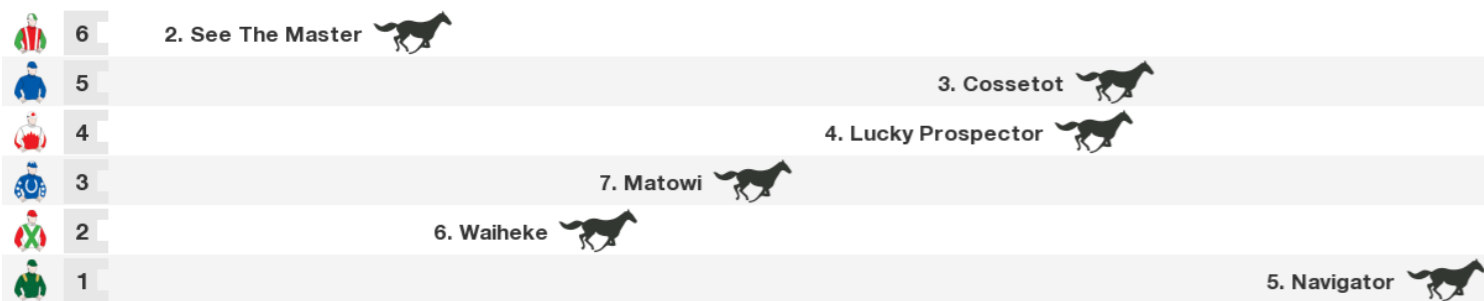 6 2. See The Master
5 3. Cossetot
4 4. Lucky Prospector
3 7. Matowi
2 6. Waiheke
1 5. Navigator